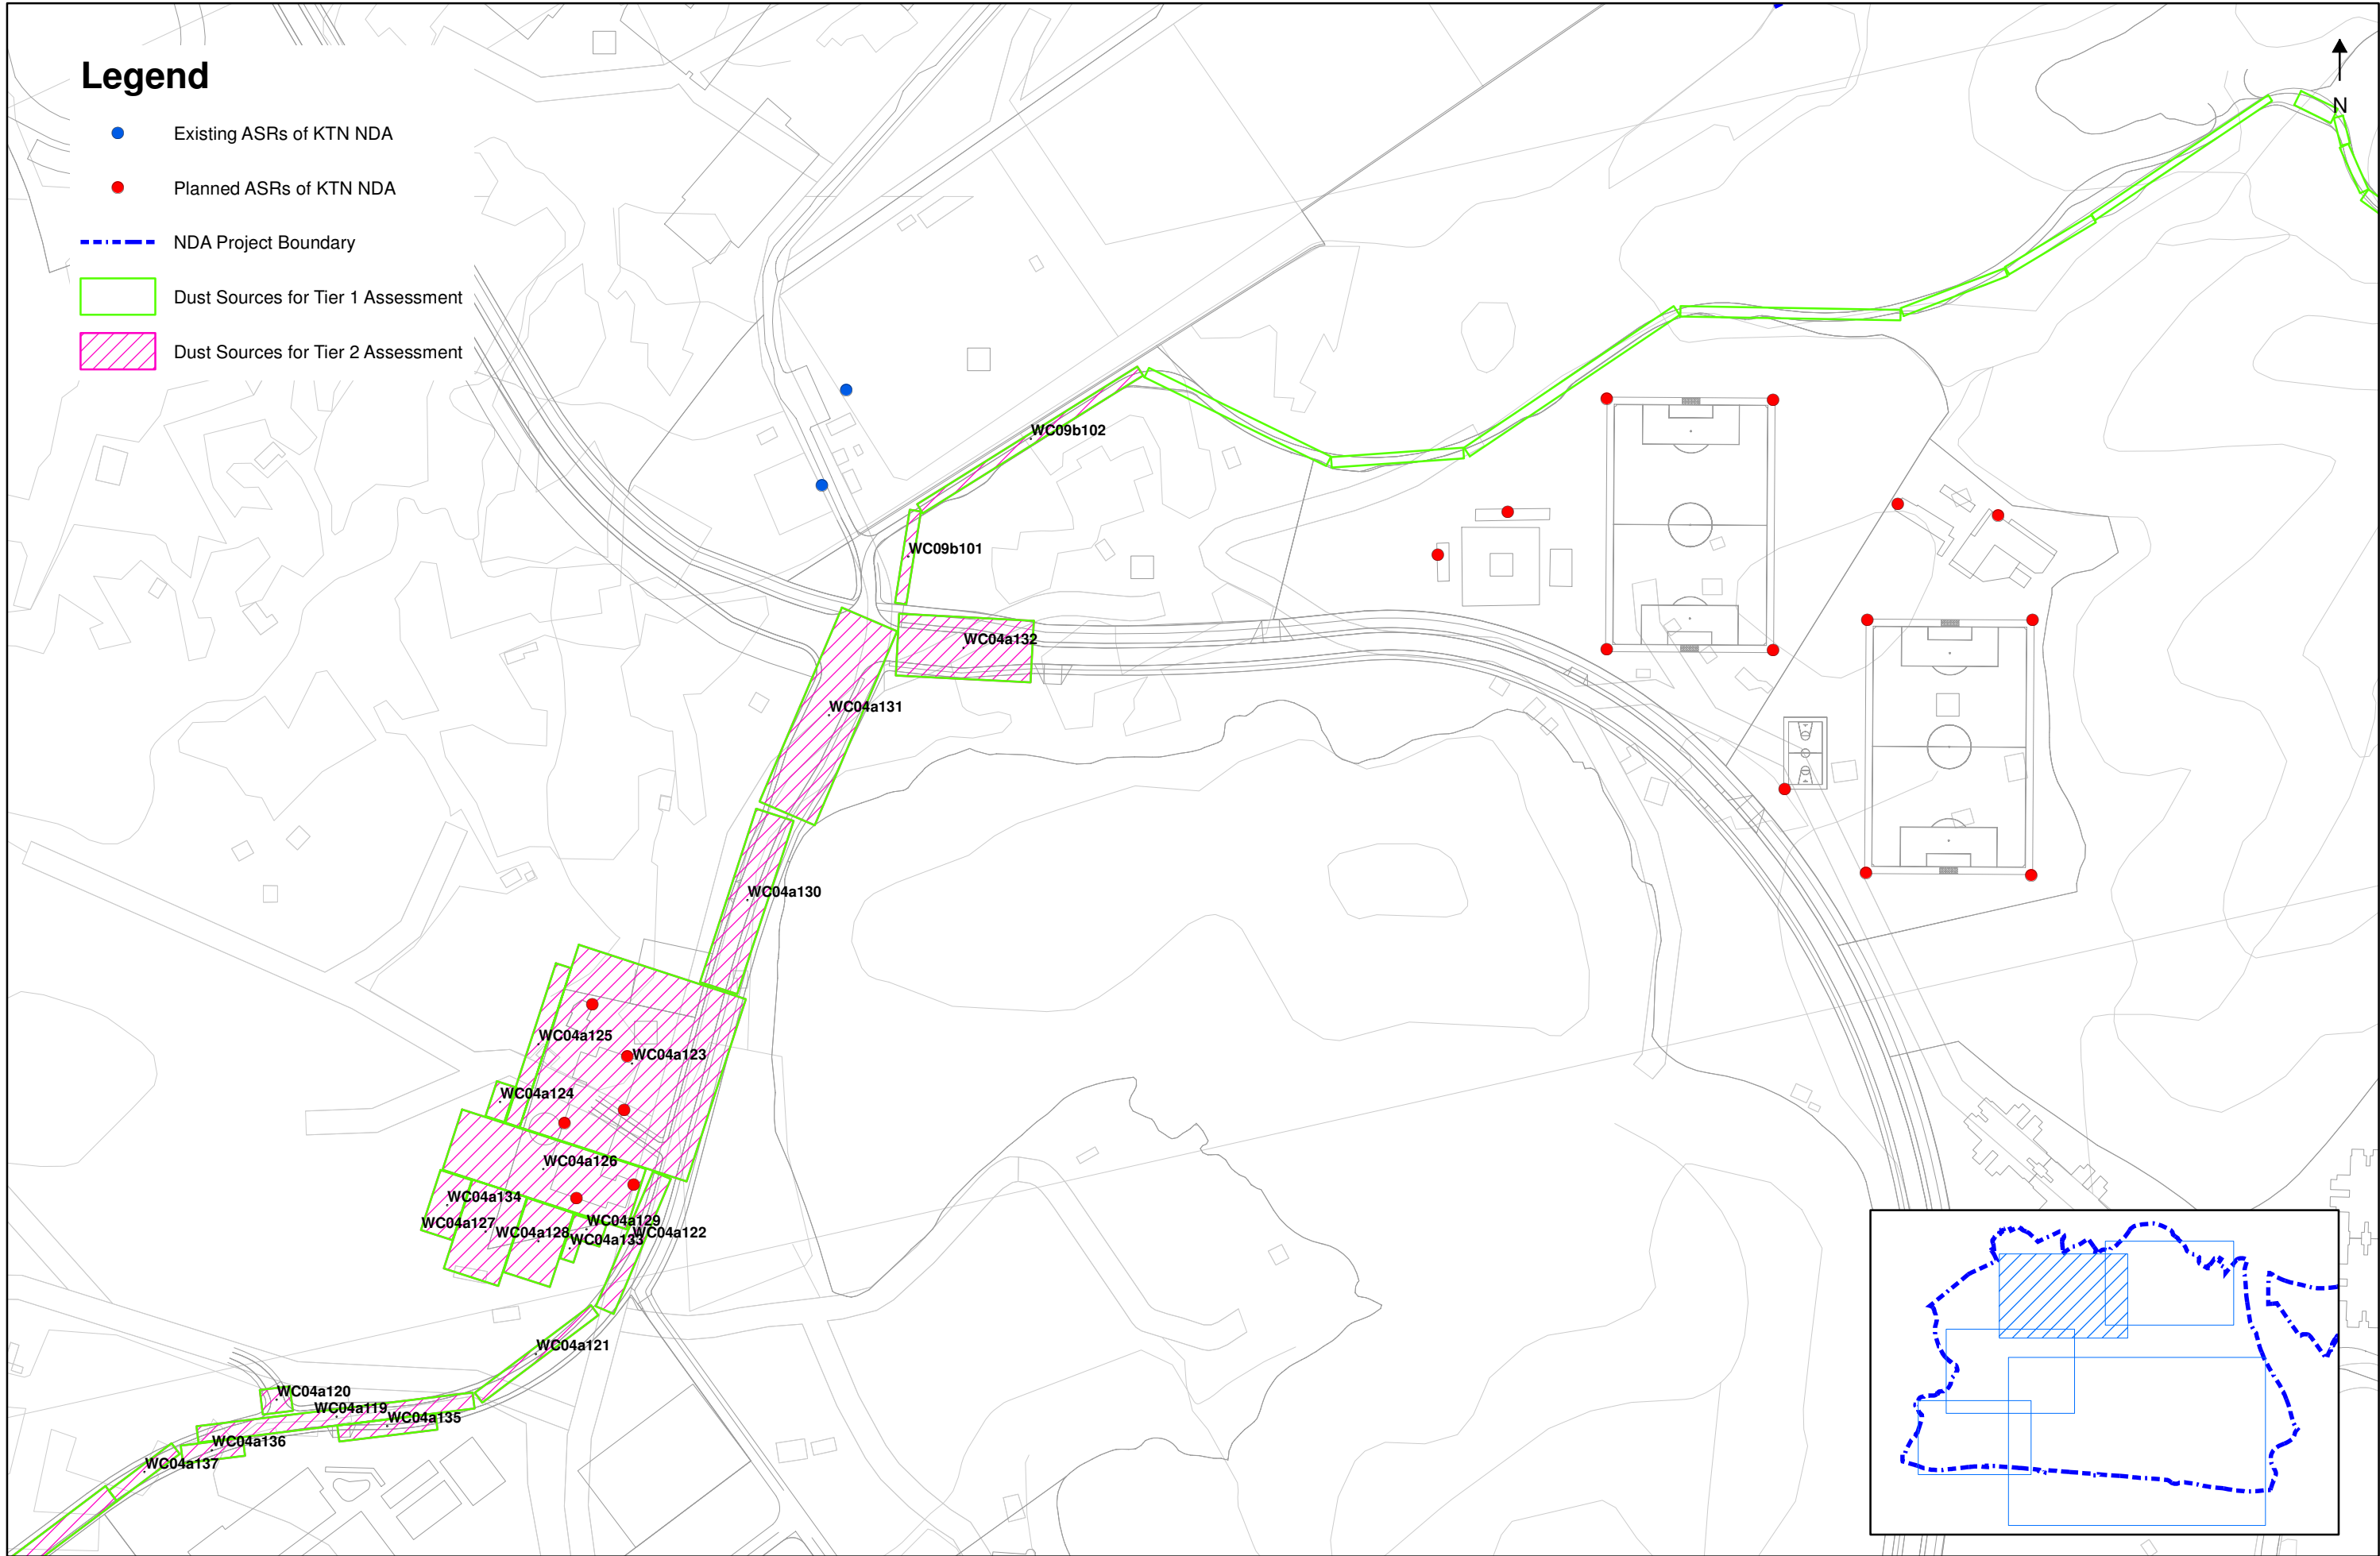 Legend
Existing ASRs of KTN NDA
Planned ASRs of KTN NDA
NDA Project Boundary
Dust Sources for Tier 1 Assessment
Dust Sources for Tier 2 Assessment
N
WC09b102
WC09b101
WC04a132
WC04a131
WC04a130
WC04a125
WC04a123
WC04a124
WC04a126
WC04a134
WC04a127
WC04a128
WC04a129
WC04a133
WC04a122
WC04a121
WC04a120
WC04a119
WC04a135
WC04a136
WC04a137